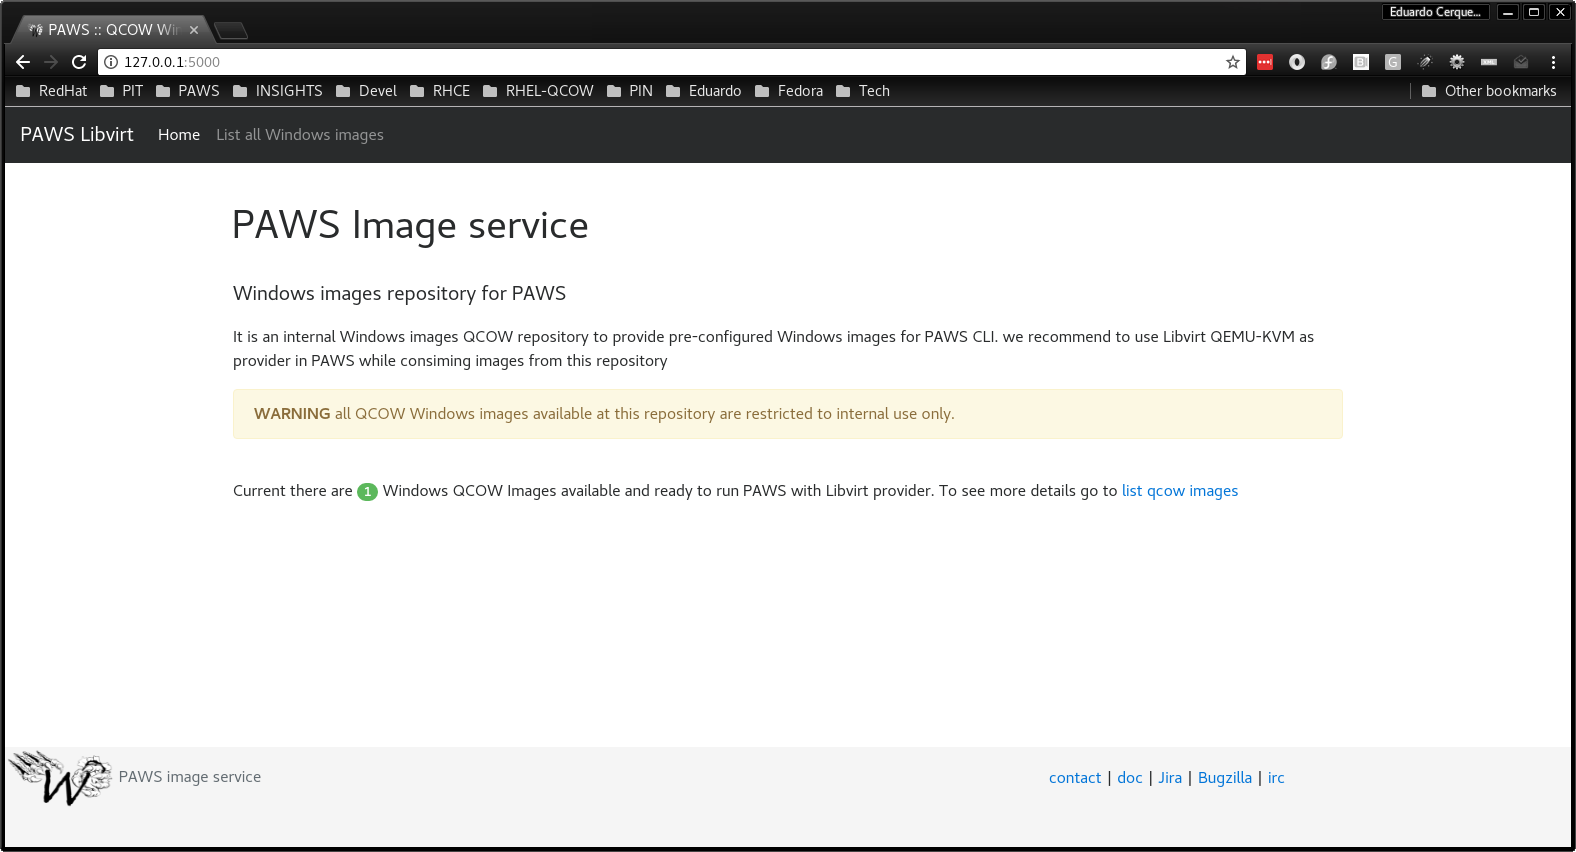 Eduardo Cerque...
PAWS :: QCOW Wi
127.0.0.1:5000
RedHat PIT PAWS INSIGHTS Devel RHCE RHEL-QCOW PIN Eduardo Fedora Tech Other bookmarks
PAWS Libvirt Home List all Windows images
PAWS Image service
Windows images repository for PAWS
It is an internal Windows images QCOW repository to provide pre-configured Windows images for PAWS CLI. we recommend to use Libvirt QEMU-KVM as
provider in PAWS while consiming images from this repository
WARNING all QCOW Windows images available at this repository are restricted to internal use only.
Current there are 1 Windows QCOW Images available and ready to run PAWS with Libvirt provider. To see more details go to list qcow images
W PAWS image service
contact | doc | Jira | Bugzilla | irc